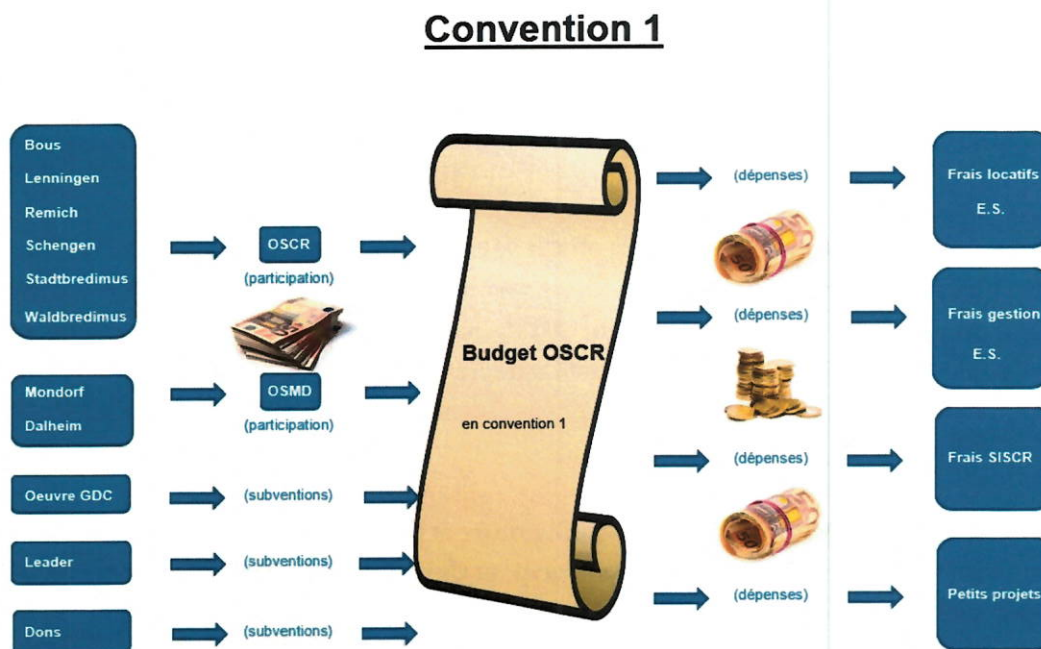 Convention 1
Bous
Lenningen
Remich
Schengen
Stadtbredimus
Waldbredimus
OSCR
(participation)
Mondorf
Dalheim
OSMD
(participation)
Oeuvre GDC
(subventions)
Leader
(subventions)
Dons
(subventions)
Budget OSCR
en convention 1
(dépenses)
Frais locatifs
E.S.
(dépenses)
Frais gestion
E.S.
(dépenses)
Frais SISCR
(dépenses)
Petits projets